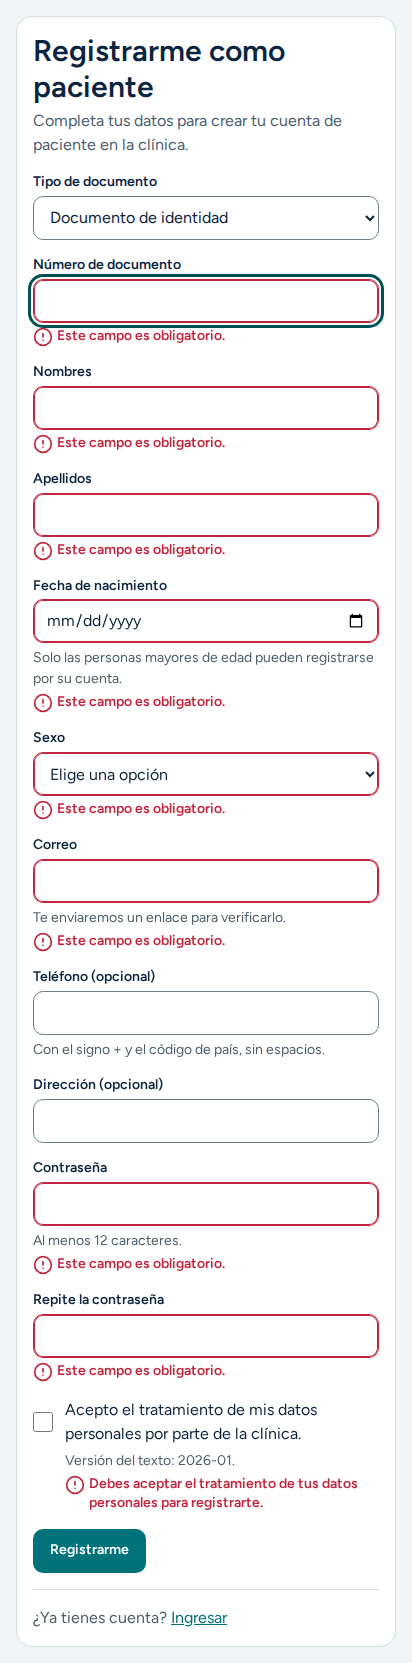 Registrarme como
paciente
Completa tus datos para crear tu cuenta de
paciente en la clínica.
Tipo de documento
Documento de identidad
Número de documento
Este campo es obligatorio.
Nombres
Este campo es obligatorio.
Apellidos
Este campo es obligatorio.
Fecha de nacimiento
mm/dd/yyyy
Solo las personas mayores de edad pueden registrarse
por su cuenta.
Este campo es obligatorio.
Sexo
Elige una opción
Este campo es obligatorio.
Correo
Te enviaremos un enlace para verificarlo.
Este campo es obligatorio.
Teléfono (opcional)
Con el signo + y el código de país, sin espacios.
Dirección (opcional)
Contraseña
Al menos 12 caracteres.
Este campo es obligatorio.
Repite la contraseña
Este campo es obligatorio.
Acepto el tratamiento de mis datos
personales por parte de la clínica.
Versión del texto: 2026-01.
Debes aceptar el tratamiento de tus datos
personales para registrarte.
Registrarme
¿Ya tienes cuenta? Ingresar